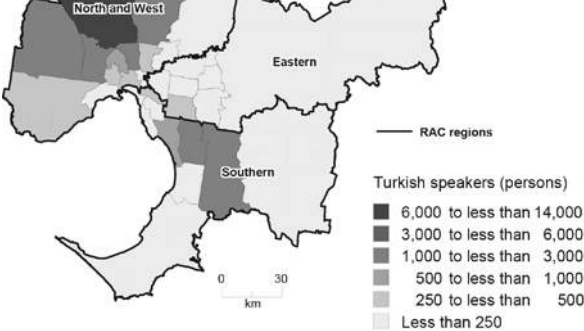 North and West
Eastern
RAC regions
Southern
Turkish speakers (persons)
6,000 to less than 14,000
3,000 to less than 6,000
1,000 to less than 3,000
500 to less than 1,000
250 to less than 500
Less than 250
0 30
km